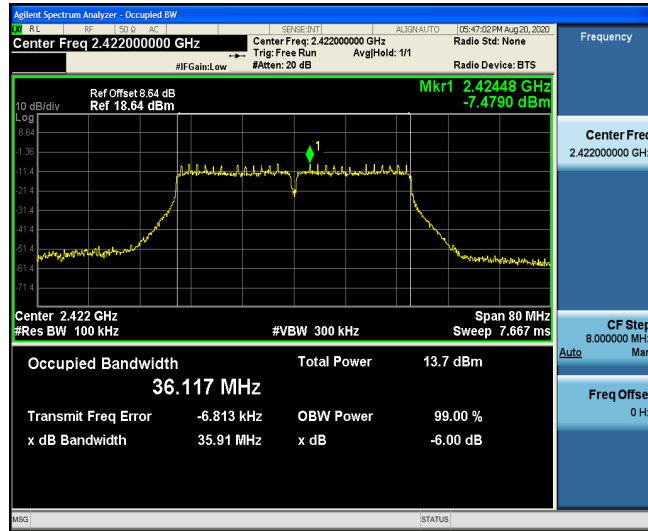 Agilent Spectrum Analyzer - Occupied BW
LXI RL RF 50 Ω AC SENSE:INT ALIGN AUTO 05:47:02 PM Aug 20, 2020
Center Freq 2.422000000 GHz Center Freq: 2.422000000 GHz Radio Std: None
Trig: Free Run Avg|Hold: 1/1
#IFGain:Low #Atten: 20 dB Radio Device: BTS
Frequency
Ref Offset 8.64 dB Mkr1 2.42448 GHz
10 dB/div Ref 18.64 dBm -7.4790 dBm
Log
8.64
-1.36
-11.4
-21.4
-31.4
-41.4
-51.4
-61.4
-71.4
1
Center 2.422 GHz Span 80 MHz
#Res BW 100 kHz #VBW 300 kHz Sweep 7.667 ms
Center Freq
2.422000000 GH
CF Step
8.000000 MH
Auto Man
Freq Offse
0 H
Occupied Bandwidth Total Power 13.7 dBm
36.117 MHz
Transmit Freq Error -6.813 kHz OBW Power 99.00 %
x dB Bandwidth 35.91 MHz x dB -6.00 dB
MSG STATUS